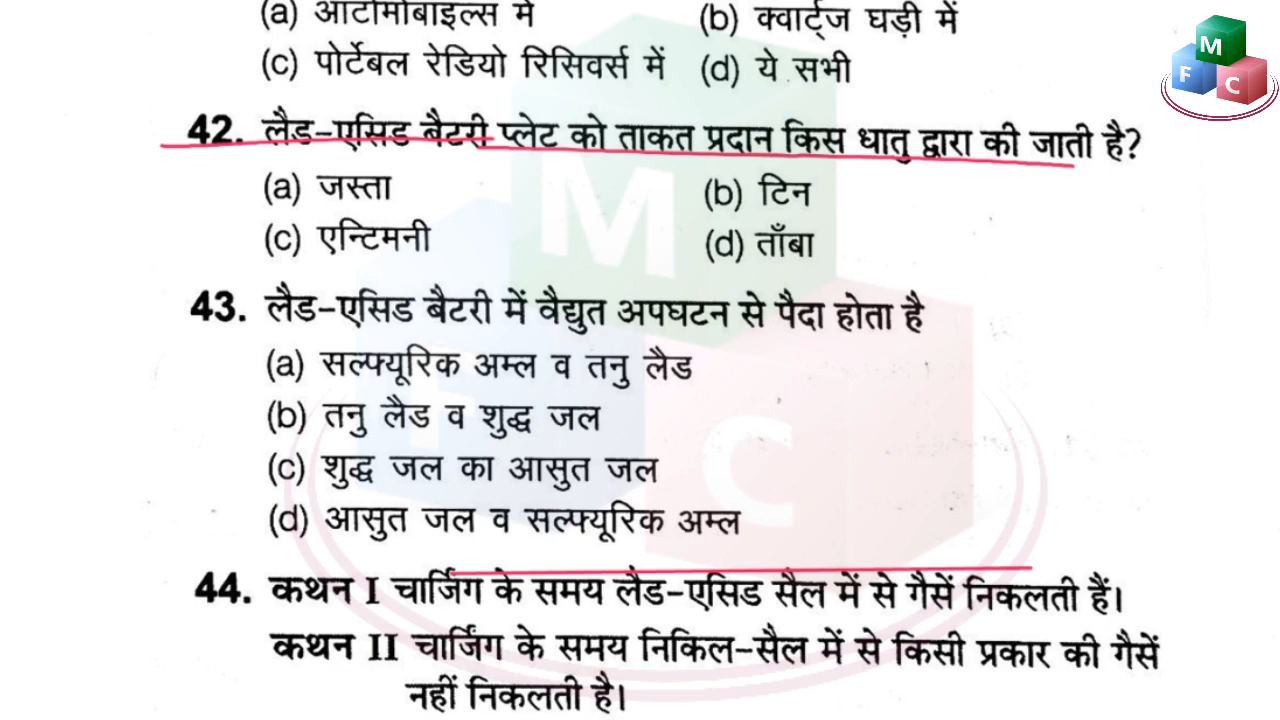 (a) ऑटोमोबाइल्स में (b) क्वार्ट्ज घड़ी में
(c) पोर्टेबल रेडियो रिसिवर्स में (d) ये सभी
42. लैड-एसिड बैटरी प्लेट को ताकत प्रदान किस धातु द्वारा की जाती है?
(a) जस्ता (b) टिन
(c) एन्टिमनी (d) ताँबा
43. लैड-एसिड बैटरी में वैद्युत अपघटन से पैदा होता है
(a) सल्फ्यूरिक अम्ल व तनु लैड
(b) तनु लैड व शुद्ध जल
(c) शुद्ध जल का आसुत जल
(d) आसुत जल व सल्फ्यूरिक अम्ल
44. कथन I चार्जिंग के समय लैड-एसिड सैल में से गैसें निकलती हैं।
कथन II चार्जिंग के समय निकिल-सैल में से किसी प्रकार की गैसें
नहीं निकलती है।
M
F C
M
F C